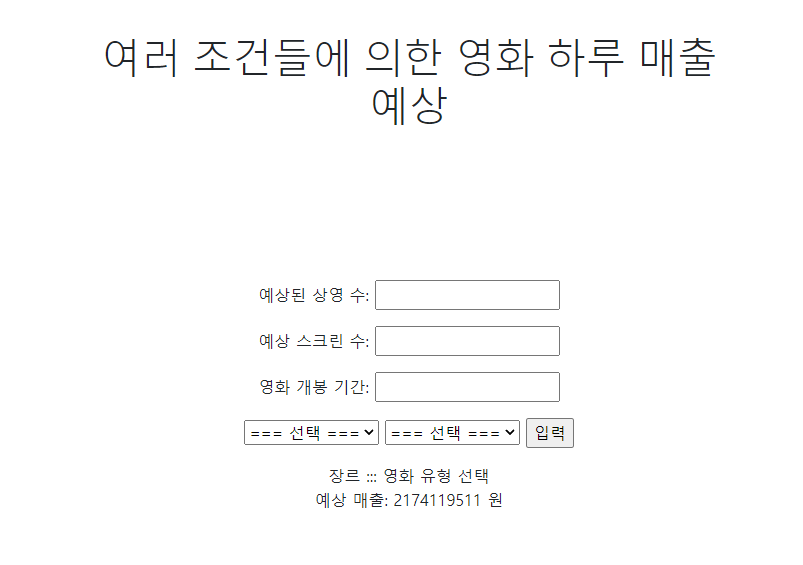 여러 조건들에 의한 영화 하루 매출
예상
예상된 상영 수:
예상 스크린 수:
영화 개봉 기간:
=== 선택 === === 선택 === 입력
장르 ::: 영화 유형 선택
예상 매출: 2174119511 원